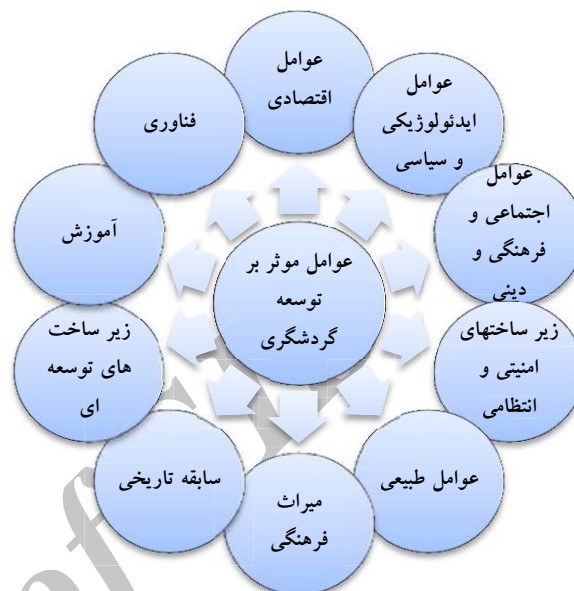 عوامل
اقتصادی
عوامل
ایدئولوژیکی
و سیاسی
عوامل
اجتماعی و
فرهنگی و
دینی
زیر ساختهای
امنیتی و
انتظامی
عوامل طبیعی
میراث
فرهنگی
سابقه تاریخی
زیر ساخت
های توسعه
ای
آموزش
فناوری
عوامل موثر بر
توسعه
گردشگری